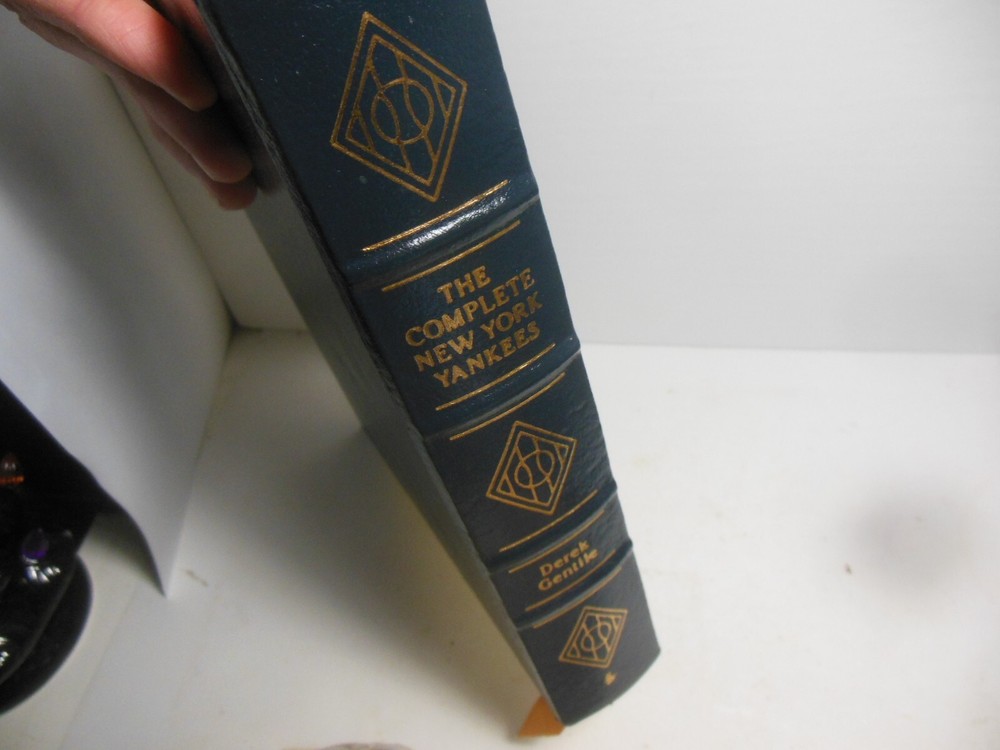 THE
COMPLETE
NEW YORK
YANKEES
Derek
Gentile